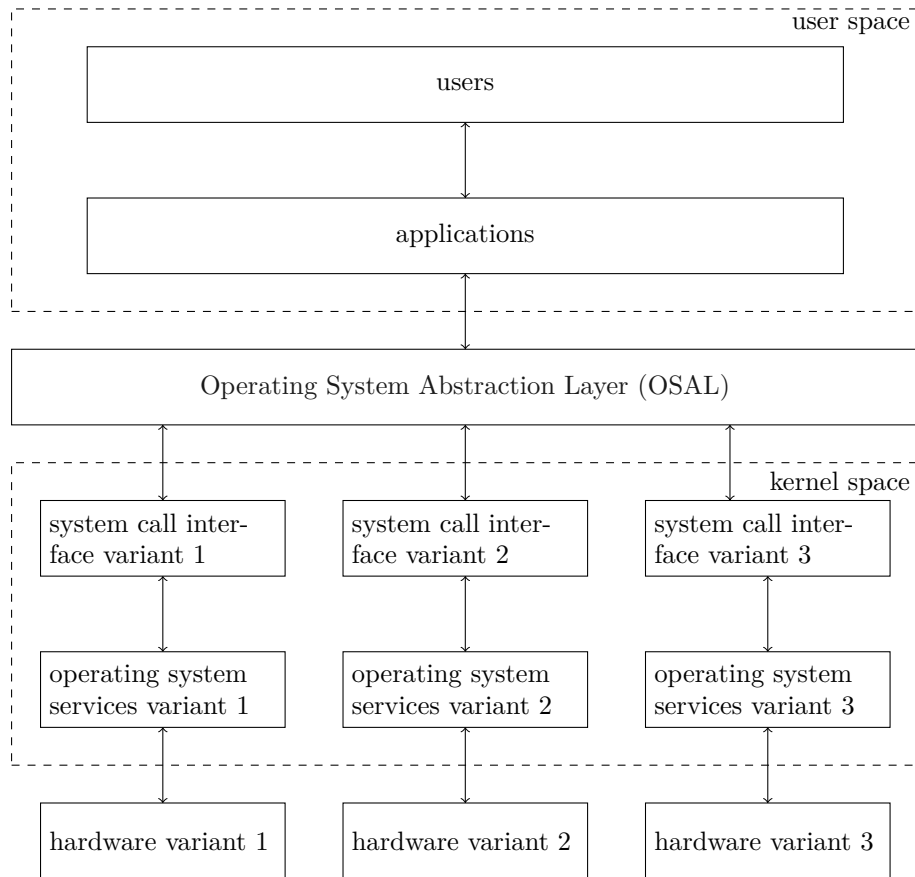 user space
users
applications
Operating System Abstraction Layer (OSAL)
kernel space
system call inter-
face variant 1
system call inter-
face variant 2
system call inter-
face variant 3
operating system
services variant 1
operating system
services variant 2
operating system
services variant 3
hardware variant 1
hardware variant 2
hardware variant 3